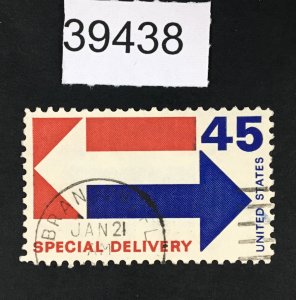 39438
45
UNITED STATES
SPECIAL DELIVERY
JAN 21